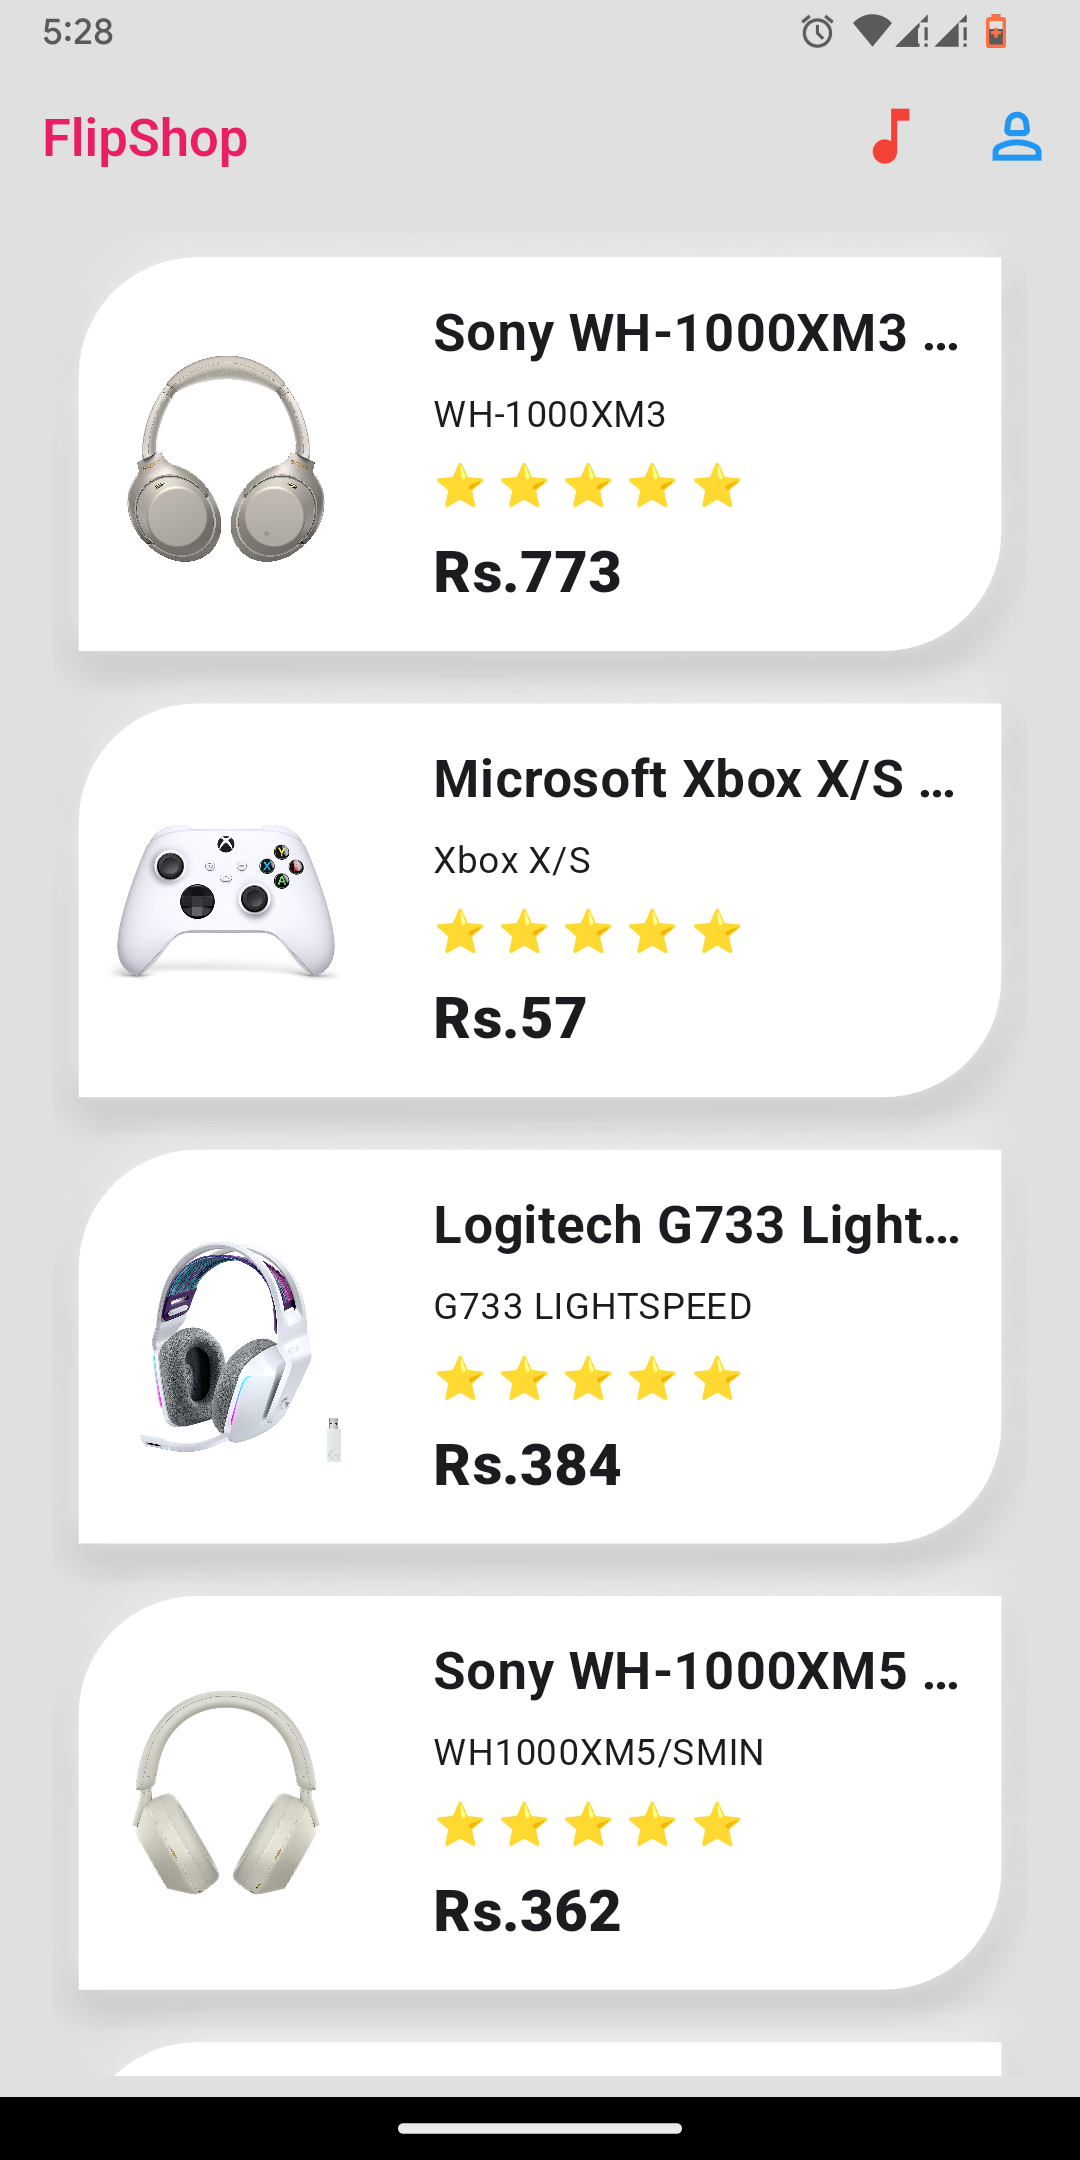 5:28
FlipShop
Sony WH-1000XM3 ...
WH-1000XM3
Rs.773
Microsoft Xbox X/S ...
Xbox X/S
Rs.57
Logitech G733 Light...
G733 LIGHTSPEED
Rs.384
Sony WH-1000XM5 ...
WH1000XM5/SMIN
Rs.362